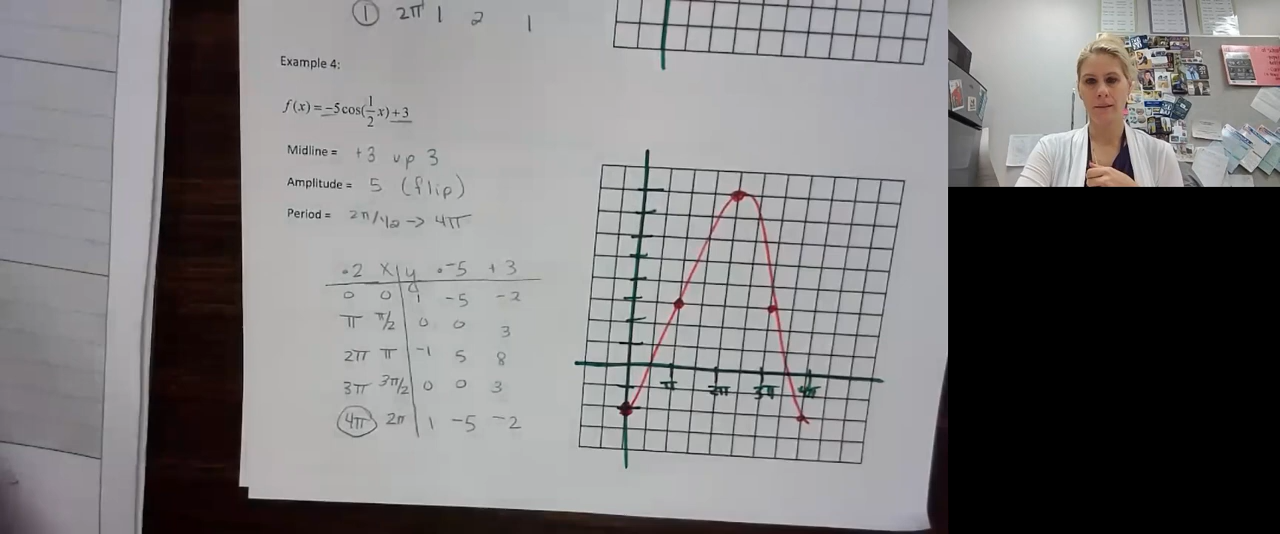 ① 2π 1 2 1
Example 4:
f(x) = -5cos(1/2 x) +3
Midline = +3 up 3
Amplitude = 5 (flip)
Period = 2π/1/2 → 4π
·2 x y ·-5 +3
0 0 1 -5 -2
π π/2 0 0 3
2π π -1 5 8
3π 3π/2 0 0 3
4π 2π 1 -5 -2
π 2π 3π 4π